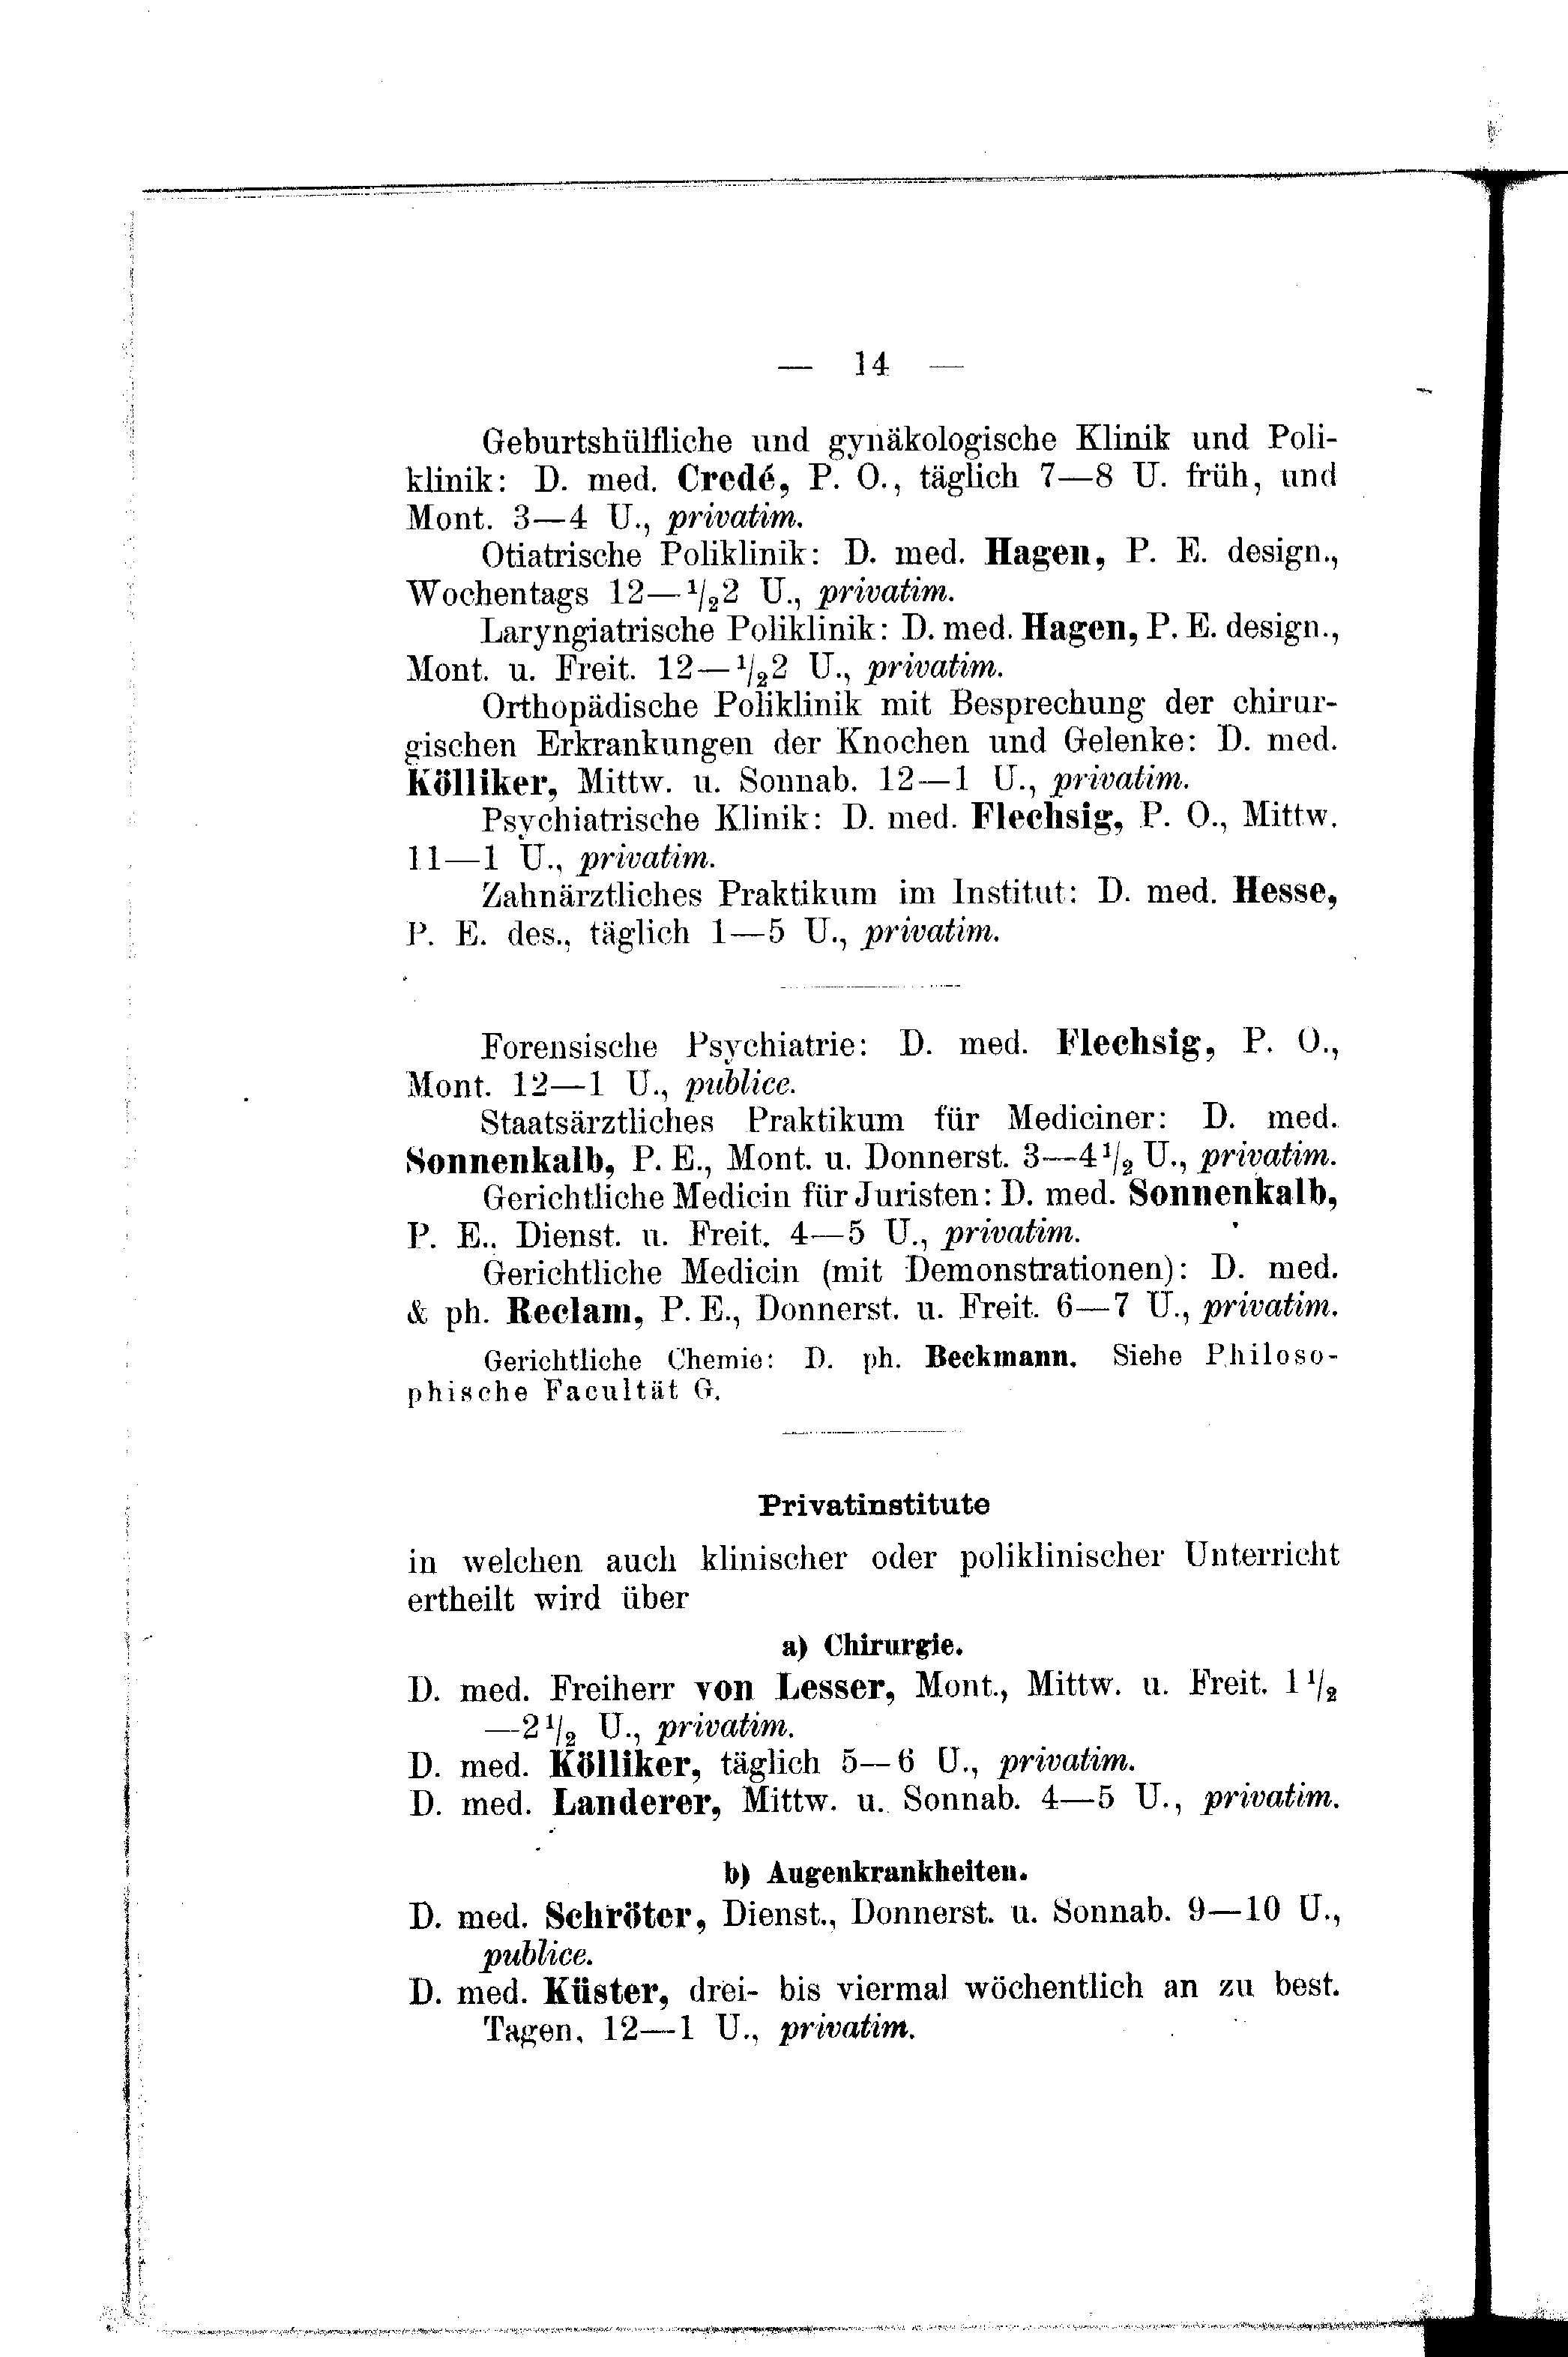 — 14 —
Geburtshülfliche und gynäkologische Klinik und Poli-
klinik: D. med. Credé, P. O., täglich 7—8 U. früh, und
Mont. 3—4 U., privatim.
Otiatrische Poliklinik: D. med. Hagen, P. E. design.,
Wochentags 12—1/22 U., privatim.
Laryngiatrische Poliklinik: D. med. Hagen, P. E. design.,
Mont. u. Freit. 12—1/22 U., privatim.
Orthopädische Poliklinik mit Besprechung der chirur-
gischen Erkrankungen der Knochen und Gelenke: D. med.
Kölliker, Mittw. u. Sonnab. 12—1 U., privatim.
Psychiatrische Klinik: D. med. Flechsig, P. O., Mittw.
11—1 U., privatim.
Zahnärztliches Praktikum im Institut: D. med. Hesse,
P. E. des., täglich 1—5 U., privatim.
Forensische Psychiatrie: D. med. Flechsig, P. O.,
Mont. 12—1 U., publice.
Staatsärztliches Praktikum für Mediciner: D. med.
Sonnenkalb, P. E., Mont. u. Donnerst. 3—4 1/2 U., privatim.
Gerichtliche Medicin für Juristen: D. med. Sonnenkalb,
P. E., Dienst. u. Freit. 4—5 U., privatim.
Gerichtliche Medicin (mit Demonstrationen): D. med.
& ph. Reclam, P. E., Donnerst. u. Freit. 6—7 U., privatim.
Gerichtliche Chemie: D. ph. Beckmann. Siehe Philoso-
phische Facultät G.
Privatinstitute
in welchen auch klinischer oder poliklinischer Unterricht
ertheilt wird über
a) Chirurgie.
D. med. Freiherr von Lesser, Mont., Mittw. u. Freit. 1 1/2
—2 1/2 U., privatim.
D. med. Kölliker, täglich 5—6 U., privatim.
D. med. Landerer, Mittw. u. Sonnab. 4—5 U., privatim.
b) Augenkrankheiten.
D. med. Schröter, Dienst., Donnerst. u. Sonnab. 9—10 U.,
publice.
D. med. Küster, drei- bis viermal wöchentlich an zu best.
Tagen, 12—1 U., privatim.